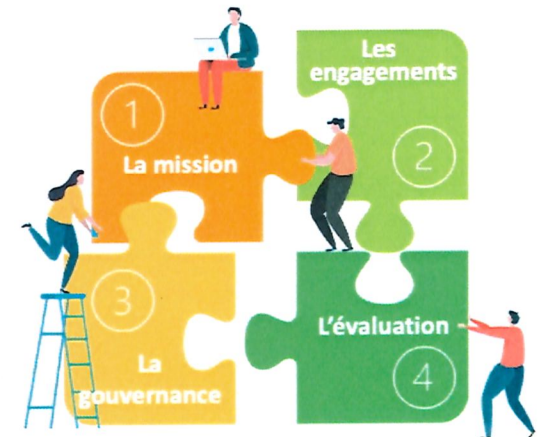 1
La mission
Les
engagements
2
3
La
gouvernance
L'évaluation
4